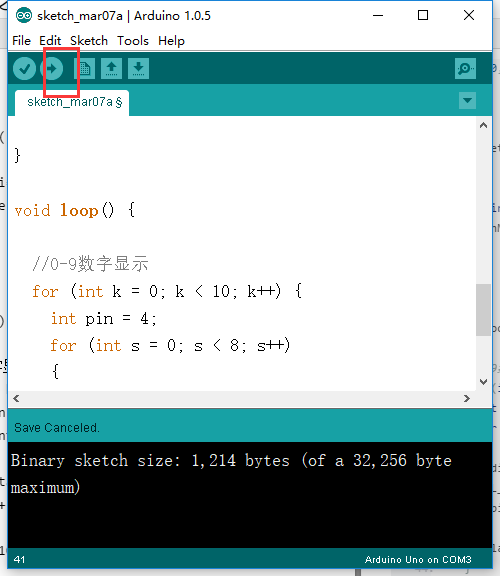 sketch_mar07a | Arduino 1.0.5
File Edit Sketch Tools Help
sketch_mar07a §
}
void loop() {
//0-9数字显示
for (int k = 0; k < 10; k++) {
int pin = 4;
for (int s = 0; s < 8; s++)
{
Save Canceled.
Binary sketch size: 1,214 bytes (of a 32,256 byte
maximum)
41 Arduino Uno on COM3